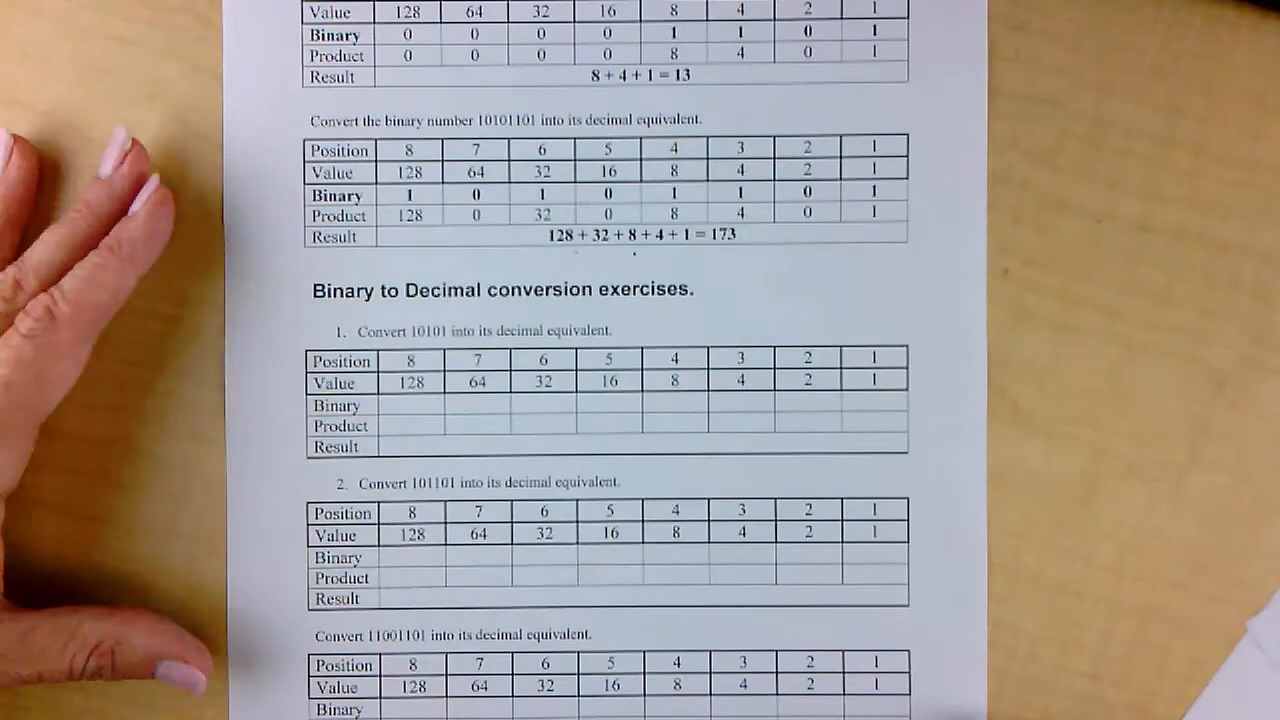 Value 128 64 32 16 8 4 2 1
Binary 0 0 0 0 1 1 0 1
Product 0 0 0 0 8 4 0 1
Result 8 + 4 + 1 = 13
Convert the binary number 10101101 into its decimal equivalent.
Position 8 7 6 5 4 3 2 1
Value 128 64 32 16 8 4 2 1
Binary 1 0 1 0 1 1 0 1
Product 128 0 32 0 8 4 0 1
Result 128 + 32 + 8 + 4 + 1 = 173
Binary to Decimal conversion exercises.
1. Convert 10101 into its decimal equivalent.
Position 8 7 6 5 4 3 2 1
Value 128 64 32 16 8 4 2 1
Binary
Product
Result
2. Convert 101101 into its decimal equivalent.
Position 8 7 6 5 4 3 2 1
Value 128 64 32 16 8 4 2 1
Binary
Product
Result
Convert 11001101 into its decimal equivalent.
Position 8 7 6 5 4 3 2 1
Value 128 64 32 16 8 4 2 1
Binary